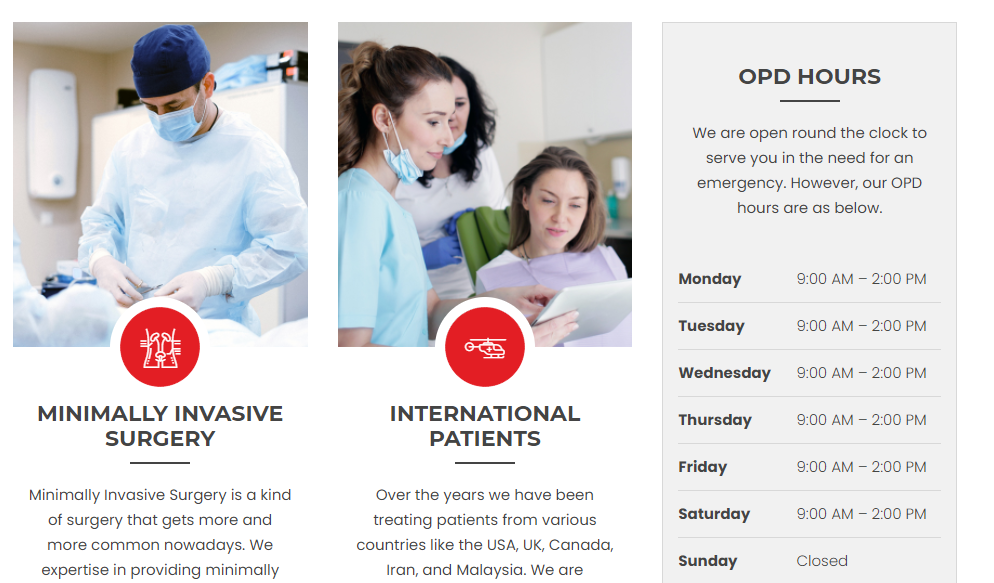 MINIMALLY INVASIVE
SURGERY
Minimally Invasive Surgery is a kind
of surgery that gets more and
more common nowadays. We
expertise in providing minimally
INTERNATIONAL
PATIENTS
Over the years we have been
treating patients from various
countries like the USA, UK, Canada,
Iran, and Malaysia. We are
OPD HOURS
We are open round the clock to
serve you in the need for an
emergency. However, our OPD
hours are as below.
Monday 9:00 AM – 2:00 PM
Tuesday 9:00 AM – 2:00 PM
Wednesday 9:00 AM – 2:00 PM
Thursday 9:00 AM – 2:00 PM
Friday 9:00 AM – 2:00 PM
Saturday 9:00 AM – 2:00 PM
Sunday Closed